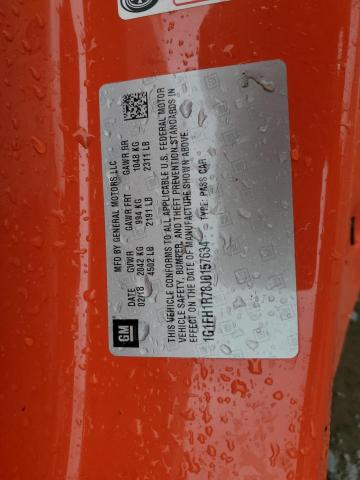 GM
MFD BY GENERAL MOTORS LLC
DATE GVWR GAWR FRT GAWR RR
02/18 2042 KG 994 KG 1048 KG
4502 LB 2191 LB 2311 LB
THIS VEHICLE CONFORMS TO ALL APPLICABLE U.S. FEDERAL MOTOR
VEHICLE SAFETY, BUMPER, AND THEFT PREVENTION STANDARDS IN
EFFECT ON THE DATE OF MANUFACTURE SHOWN ABOVE.
1G1FH1R78J0157634 TYPE: PASS CAR